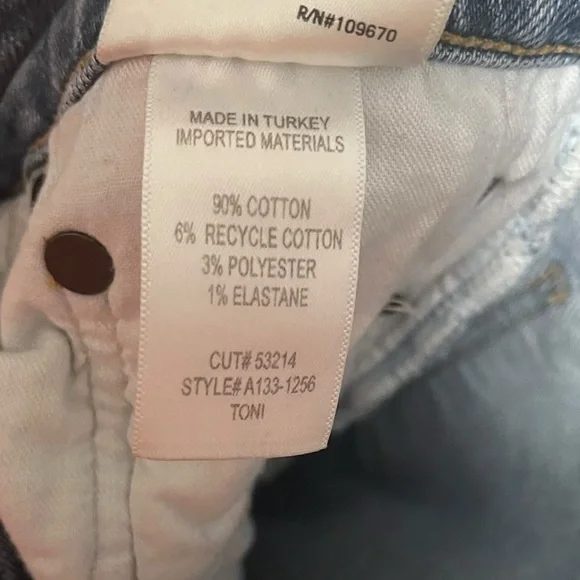 R/N#109670
MADE IN TURKEY
IMPORTED MATERIALS
90% COTTON
6% RECYCLE COTTON
3% POLYESTER
1% ELASTANE
CUT# 53214
STYLE# A133-1256
TONI